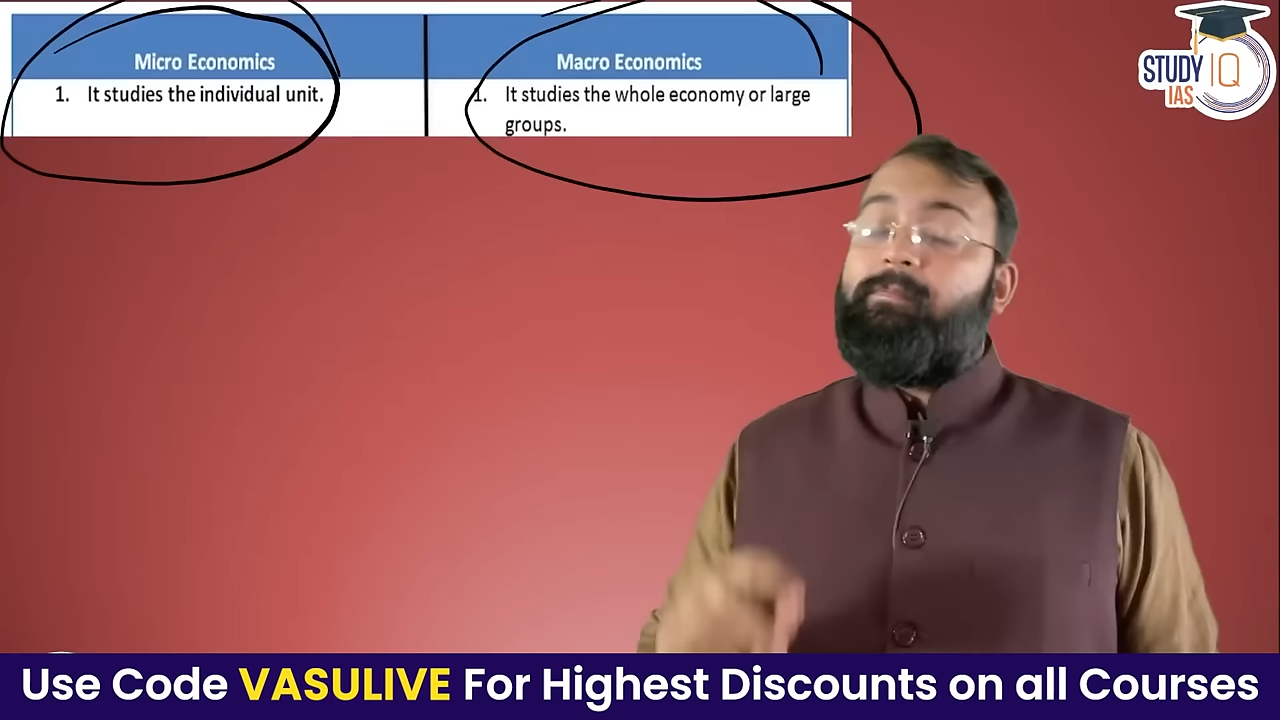 Micro Economics
Macro Economics
1. It studies the individual unit.
1. It studies the whole economy or large
groups.
STUDY IQ
IAS
Use Code VASULIVE For Highest Discounts on all Courses